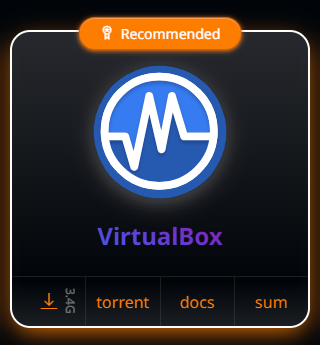 Recommended
VirtualBox
3.4G
torrent
docs
sum